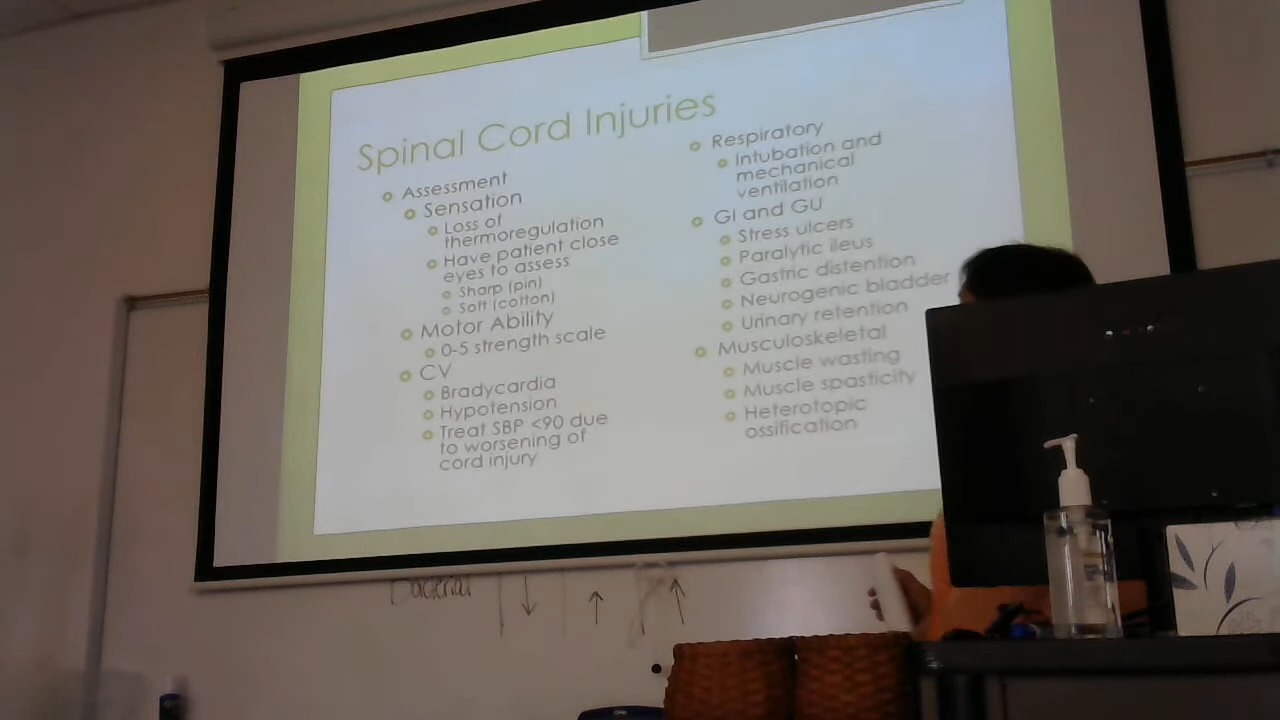 Spinal Cord Injuries
Assessment
Sensation
Loss of
thermoregulation
Have patient close
eyes to assess
Sharp (pin)
Soft (cotton)
Motor Ability
0-5 strength scale
CV
Bradycardia
Hypotension
Treat SBP <90 due
to worsening of
cord injury
Respiratory
Intubation and
mechanical
ventilation
GI and GU
Stress ulcers
Paralytic ileus
Gastric distention
Neurogenic bladder
Urinary retention
Musculoskeletal
Muscle wasting
Muscle spasticity
Heterotopic
ossification
Bacterial